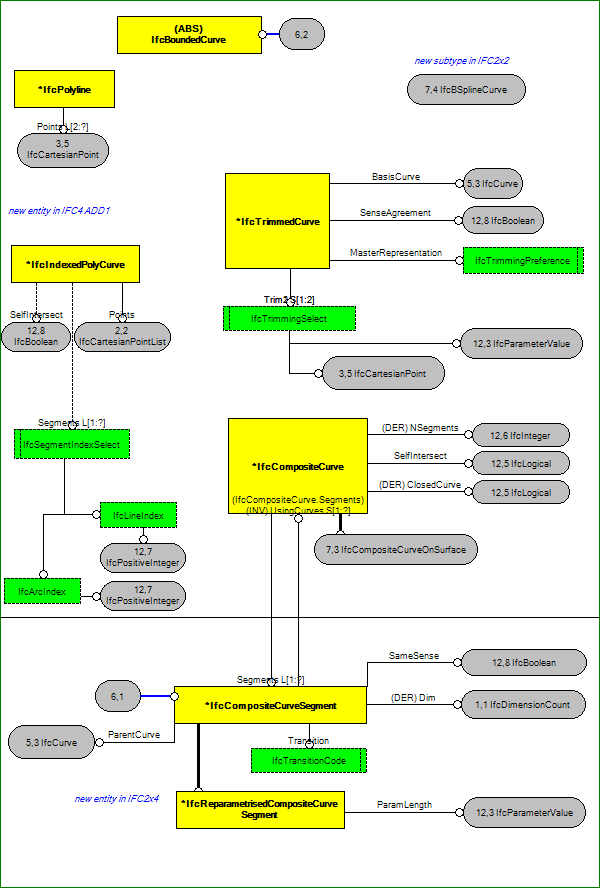 (ABS)
IfcBoundedCurve
6,2
new subtype in IFC2x2
7,4 IfcBSplineCurve
*IfcPolyline
Points L[2:?]
3,5
IfcCartesianPoint
new entity in IFC4 ADD1
*IfcIndexedPolyCurve
SelfIntersect
12,8
IfcBoolean
Points
2,2
IfcCartesianPointList
Segments L[1:?]
IfcSegmentIndexSelect
IfcLineIndex
12,7
IfcPositiveInteger
IfcArcIndex
12,7
IfcPositiveInteger
*IfcTrimmedCurve
BasisCurve
5,3 IfcCurve
SenseAgreement
12,8 IfcBoolean
MasterRepresentation
IfcTrimmingPreference
S[1:2]
IfcTrimmingSelect
12,3 IfcParameterValue
3,5 IfcCartesianPoint
*IfcCompositeCurve
(IfcCompositeCurve.Segments)
(INV) UsingCurves S[1:?]
(DER) NSegments
12,6 IfcInteger
SelfIntersect
12,5 IfcLogical
(DER) ClosedCurve
12,5 IfcLogical
7,3 IfcCompositeCurveOnSurface
Segments L[1:?]
*IfcCompositeCurveSegment
6,1
SameSense
12,8 IfcBoolean
(DER) Dim
1,1 IfcDimensionCount
ParentCurve
5,3 IfcCurve
Transition
IfcTransitionCode
new entity in IFC2x4
*IfcReparametrisedCompositeCurve
Segment
ParamLength
12,3 IfcParameterValue